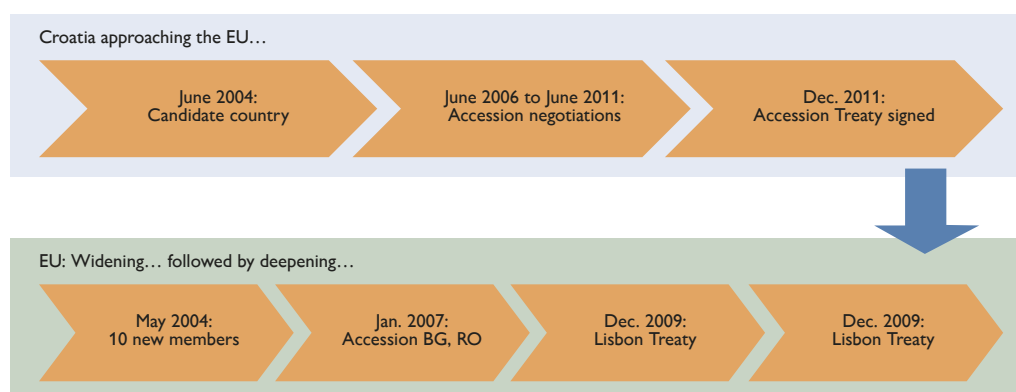 Croatia approaching the EU…
June 2004:
Candidate country
June 2006 to June 2011:
Accession negotiations
Dec. 2011:
Accession Treaty signed
EU: Widening… followed by deepening…
May 2004:
10 new members
Jan. 2007:
Accession BG, RO
Dec. 2009:
Lisbon Treaty
Dec. 2009:
Lisbon Treaty